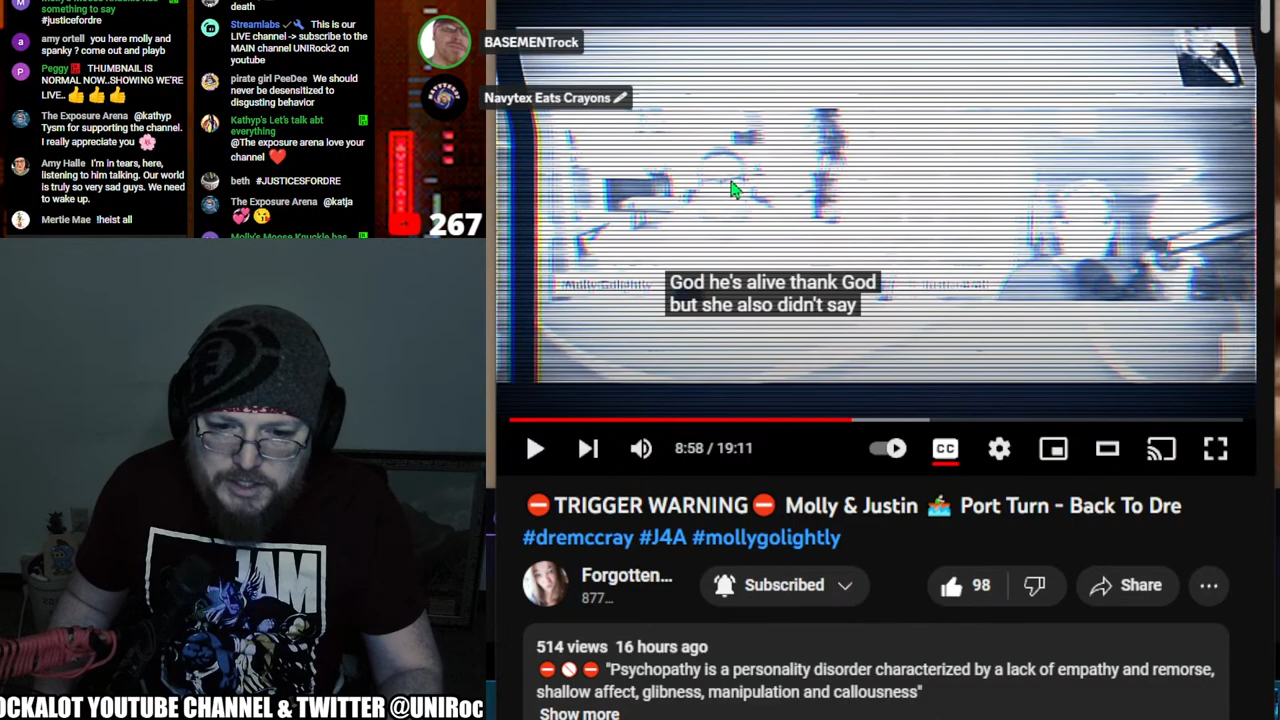 something to say
#justicefordre
amy ortell you here molly and
spanky ? come out and playb
Peggy THUMBNAIL IS
NORMAL NOW..SHOWING WE'RE
LIVE..
The Exposure Arena @kathyp
Tysm for supporting the channel.
I really appreciate you
Amy Halle I'm in tears, here,
listening to him talking. Our world
is truly so very sad guys. We need
to wake up.
Mertie Mae !heist all
death
Streamlabs This is our
LIVE channel -> subscribe to the
MAIN channel UNIRock2 on
youtube
pirate girl PeeDee We should
never be desensitized to
disgusting behavior
Kathyp's Let's talk abt
everything
@The exposure arena love your
channel
beth #JUSTICESFORDRE
The Exposure Arena @katja
Molly's Moose Knuckle has
267
BASEMENTrock
Navytex Eats Crayons
God he's alive thank God
but she also didn't say
8:58 / 19:11
CC
TRIGGER WARNING Molly & Justin Port Turn - Back To Dre
#dremccray #J4A #mollygolightly
Forgotten...
877...
Subscribed
98
Share
514 views 16 hours ago
"Psychopathy is a personality disorder characterized by a lack of empathy and remorse,
shallow affect, glibness, manipulation and callousness"
Show more
JAM
OCKALOT YOUTUBE CHANNEL & TWITTER @UNIRoc